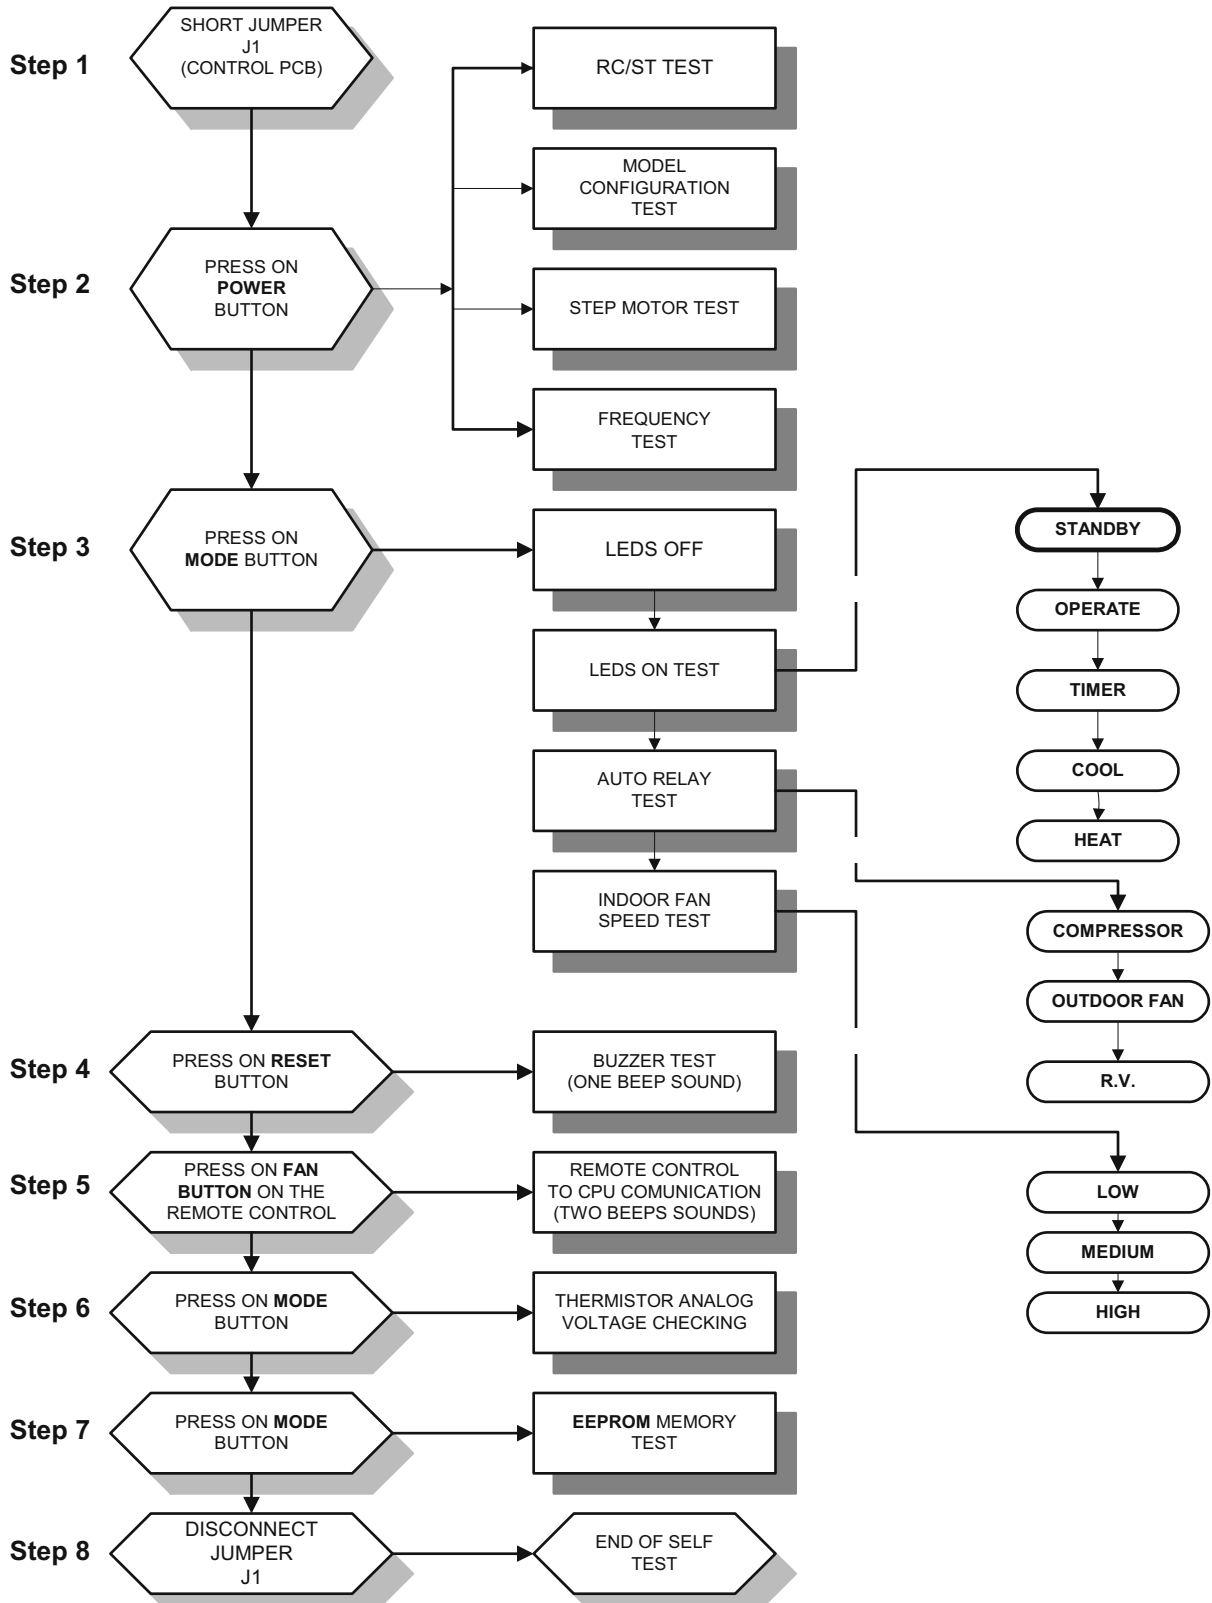 Step 1
SHORT JUMPER
J1
(CONTROL PCB)
RC/ST TEST
MODEL
CONFIGURATION
TEST
Step 2
PRESS ON
POWER
BUTTON
STEP MOTOR TEST
FREQUENCY
TEST
Step 3
PRESS ON
MODE BUTTON
LEDS OFF
LEDS ON TEST
AUTO RELAY
TEST
INDOOR FAN
SPEED TEST
STANDBY
OPERATE
TIMER
COOL
HEAT
COMPRESSOR
OUTDOOR FAN
R.V.
LOW
MEDIUM
HIGH
Step 4
PRESS ON RESET
BUTTON
BUZZER TEST
(ONE BEEP SOUND)
Step 5
PRESS ON FAN
BUTTON ON THE
REMOTE CONTROL
REMOTE CONTROL
TO CPU COMUNICATION
(TWO BEEPS SOUNDS)
Step 6
PRESS ON MODE
BUTTON
THERMISTOR ANALOG
VOLTAGE CHECKING
Step 7
PRESS ON MODE
BUTTON
EEPROM MEMORY
TEST
Step 8
DISCONNECT
JUMPER
J1
END OF SELF
TEST